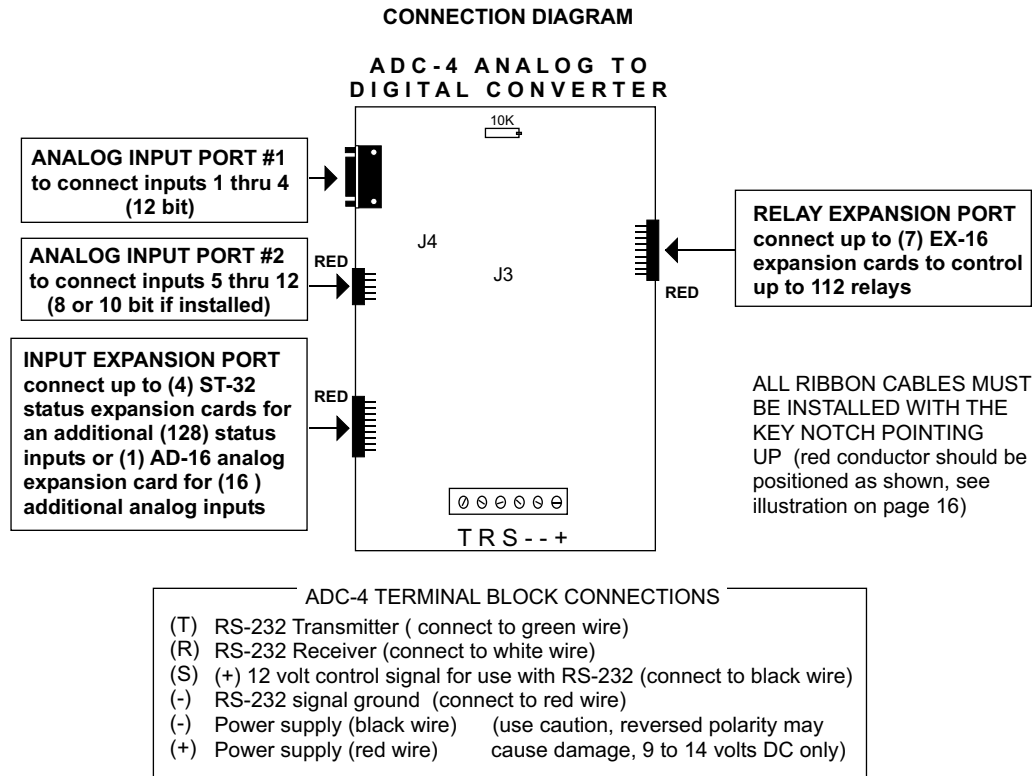 CONNECTION DIAGRAM
ADC-4 ANALOG TO
DIGITAL CONVERTER
10K
ANALOG INPUT PORT #1
to connect inputs 1 thru 4
(12 bit)
ANALOG INPUT PORT #2
to connect inputs 5 thru 12
(8 or 10 bit if installed)
RED
INPUT EXPANSION PORT
connect up to (4) ST-32
status expansion cards for
an additional (128) status
inputs or (1) AD-16 analog
expansion card for (16 )
additional analog inputs
RED
J4
J3
RELAY EXPANSION PORT
connect up to (7) EX-16
expansion cards to control
up to 112 relays
RED
ALL RIBBON CABLES MUST
BE INSTALLED WITH THE
KEY NOTCH POINTING
UP (red conductor should be
positioned as shown, see
illustration on page 16)
T R S - - +
ADC-4 TERMINAL BLOCK CONNECTIONS
(T) RS-232 Transmitter ( connect to green wire)
(R) RS-232 Receiver (connect to white wire)
(S) (+) 12 volt control signal for use with RS-232 (connect to black wire)
(-) RS-232 signal ground (connect to red wire)
(-) Power supply (black wire) (use caution, reversed polarity may
(+) Power supply (red wire) cause damage, 9 to 14 volts DC only)